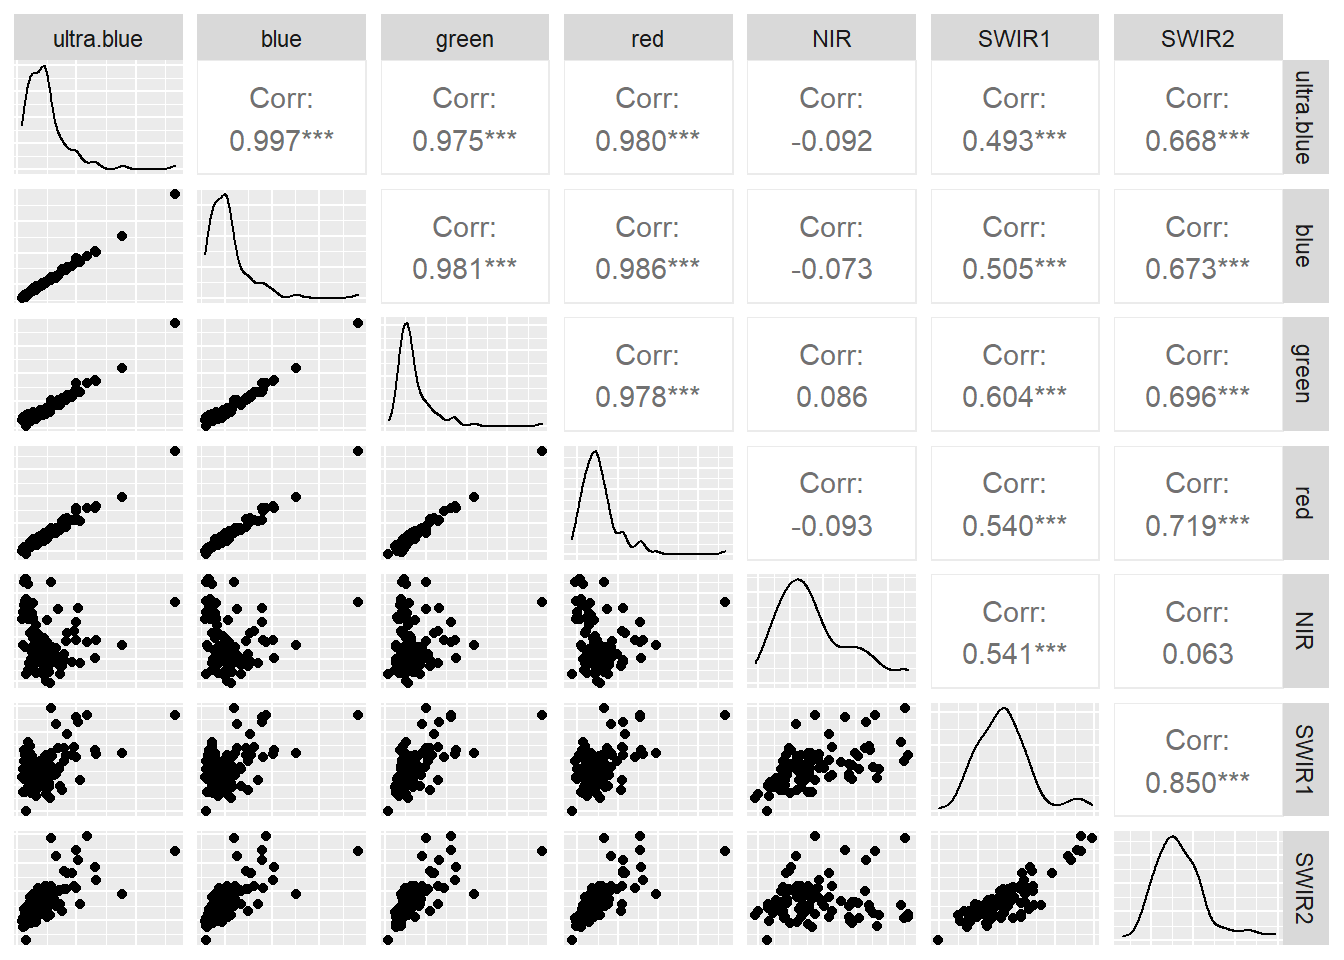 ultra.blue blue green red NIR SWIR1 SWIR2
Corr: Corr: Corr: Corr: Corr: Corr:
0.997*** 0.975*** 0.980*** -0.092 0.493*** 0.668***
ultra.blue
Corr: Corr: Corr: Corr: Corr:
0.981*** 0.986*** -0.073 0.505*** 0.673***
blue
Corr: Corr: Corr: Corr:
0.978*** 0.086 0.604*** 0.696***
green
Corr: Corr: Corr:
-0.093 0.540*** 0.719***
red
Corr: Corr:
0.541*** 0.063
NIR
Corr:
0.850***
SWIR1
SWIR2